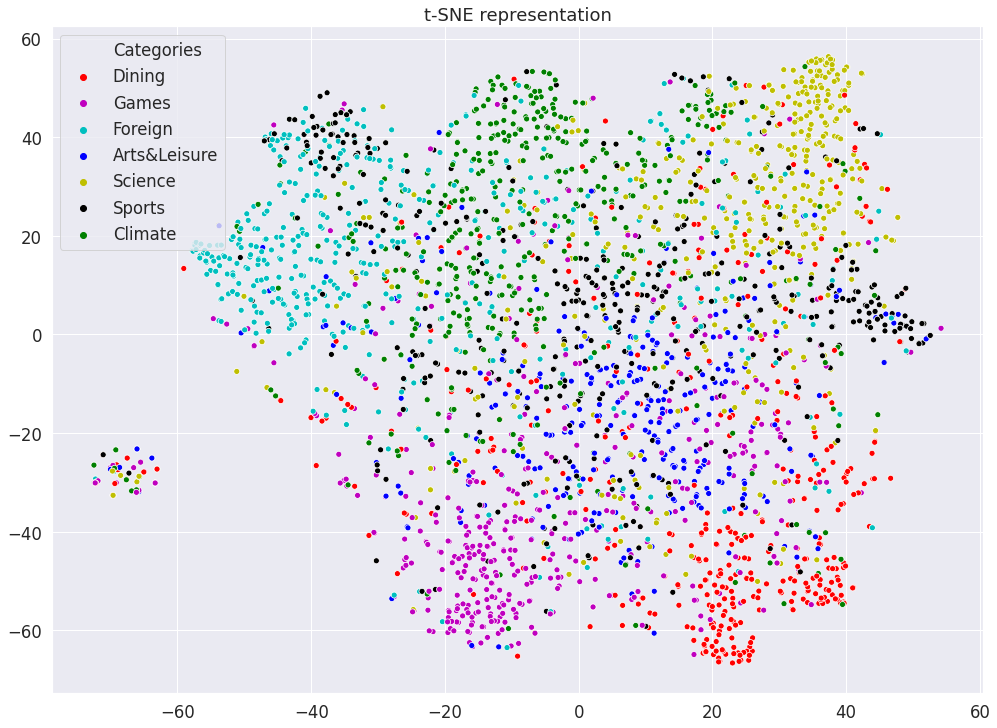 t-SNE representation
60
40
20
0
−20
−40
−60
Categories
Dining
Games
Foreign
Arts&Leisure
Science
Sports
Climate
−60 −40 −20 0 20 40 60